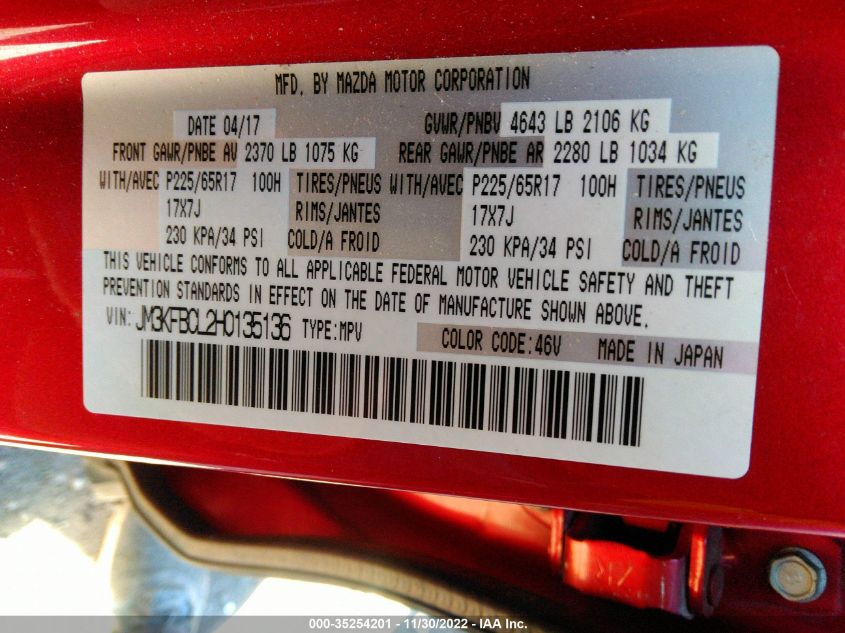 MFD. BY MAZDA MOTOR CORPORATION
DATE 04/17 GVWR/PNBV 4643 LB 2106 KG
FRONT GAWR/PNBE AV 2370 LB 1075 KG REAR GAWR/PNBE AR 2280 LB 1034 KG
WITH/AVEC P225/65R17 100H TIRES/PNEUS WITH/AVEC P225/65R17 100H TIRES/PNEUS
17X7J RIMS/JANTES 17X7J RIMS/JANTES
230 KPA/34 PSI COLD/A FROID 230 KPA/34 PSI COLD/A FROID
THIS VEHICLE CONFORMS TO ALL APPLICABLE FEDERAL MOTOR VEHICLE SAFETY AND THEFT
PREVENTION STANDARDS IN EFFECT ON THE DATE OF MANUFACTURE SHOWN ABOVE.
VIN: JM3KFBCL2H0135136 TYPE:MPV COLOR CODE:46V MADE IN JAPAN
000-35254201 - 11/30/2022 - IAA Inc.